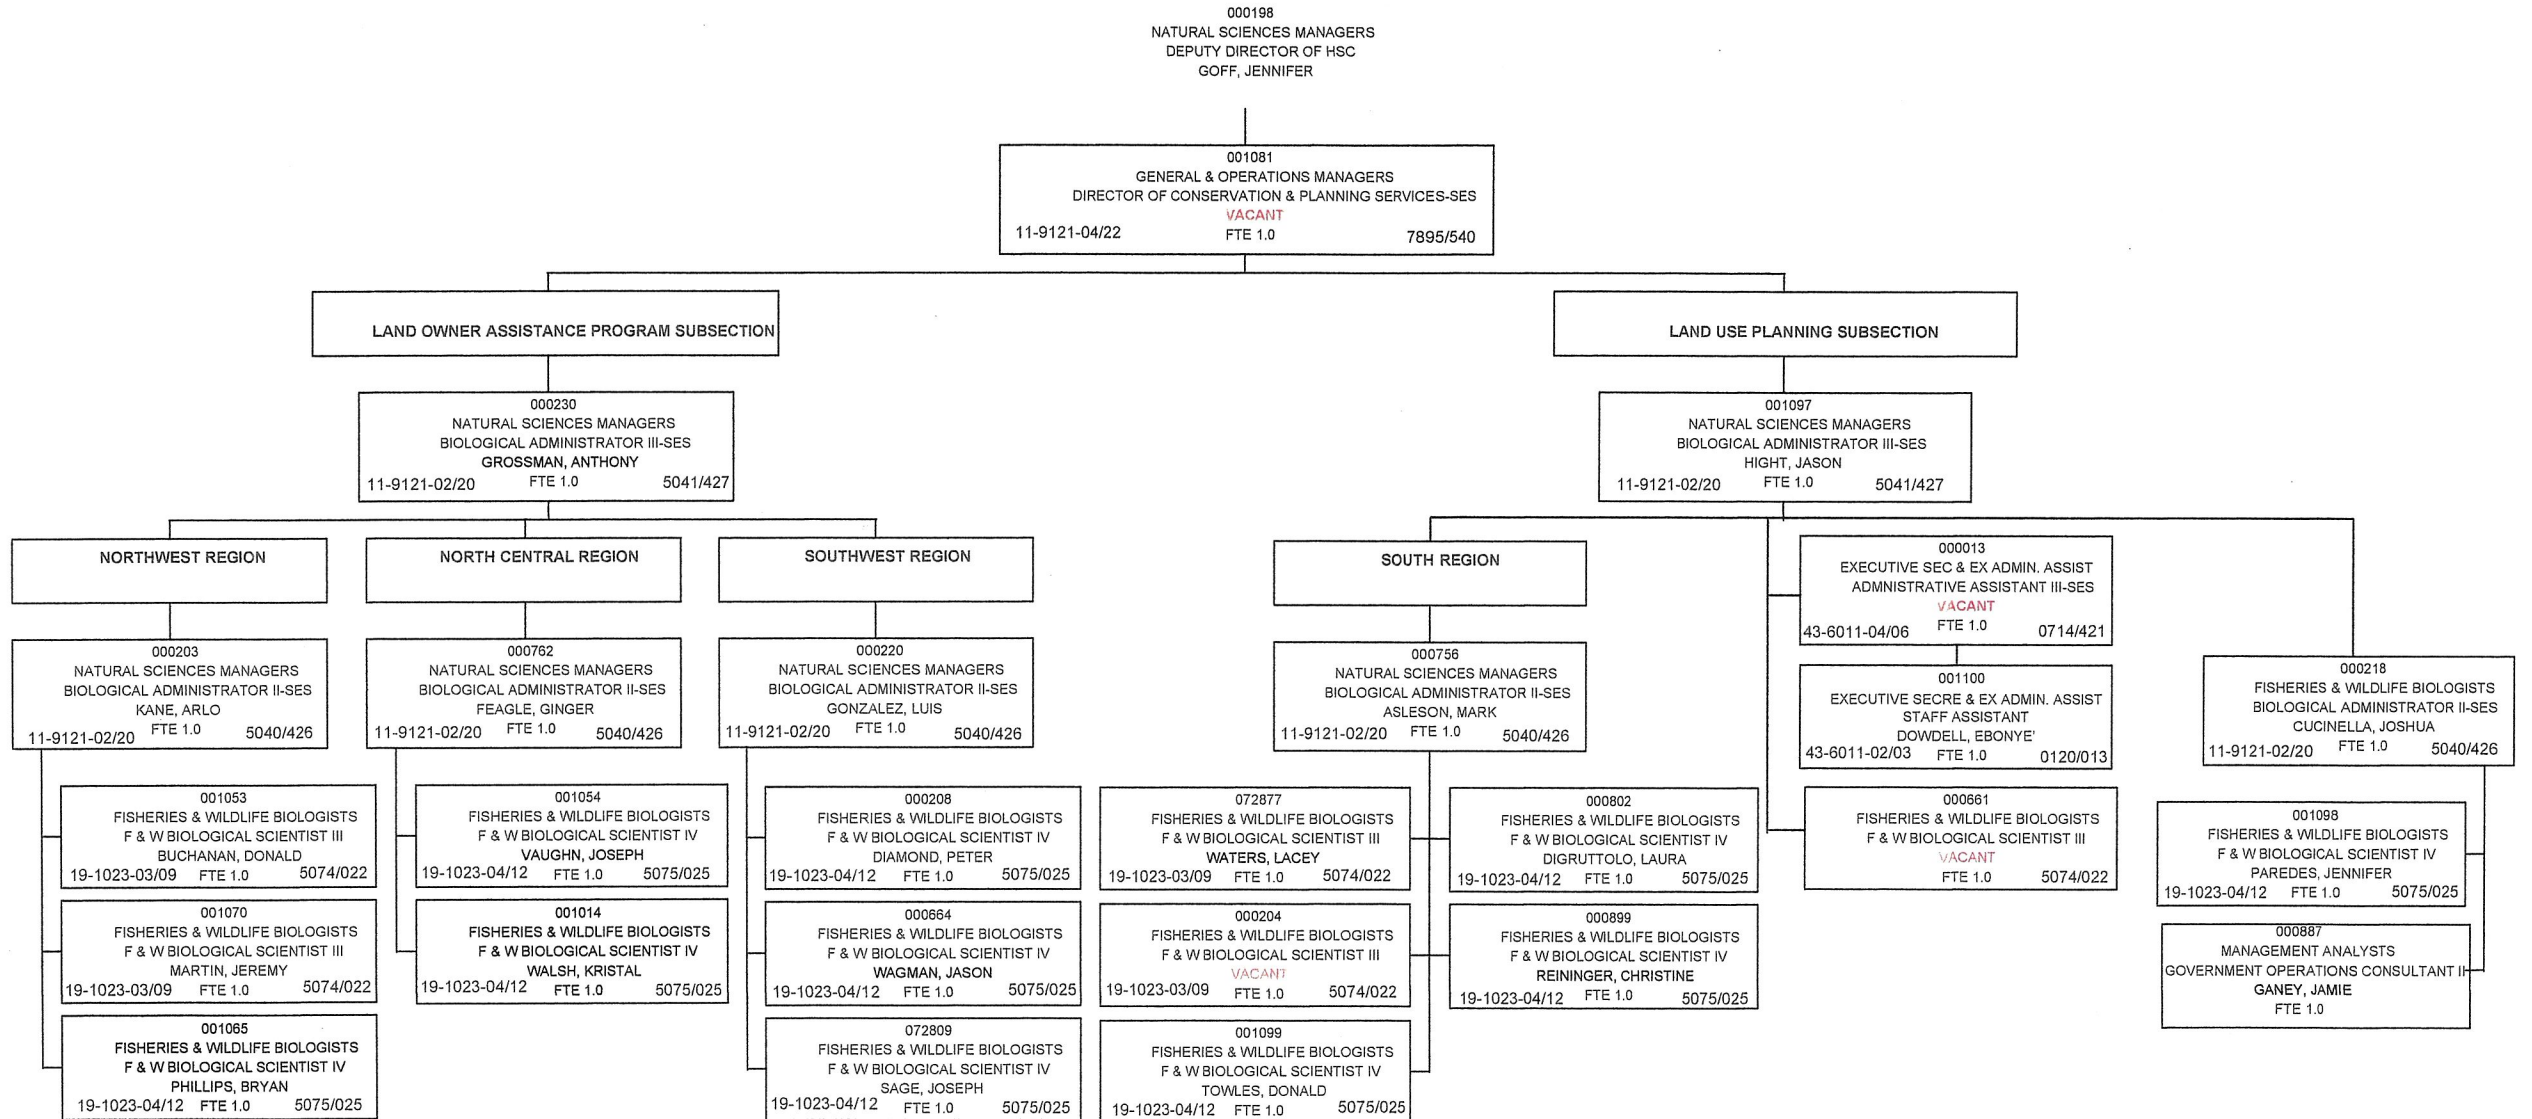 000198
NATURAL SCIENCES MANAGERS
DEPUTY DIRECTOR OF HSC
GOFF, JENNIFER
001081
GENERAL & OPERATIONS MANAGERS
DIRECTOR OF CONSERVATION & PLANNING SERVICES-SES
VACANT
11-9121-04/22 FTE 1.0 7895/540
LAND OWNER ASSISTANCE PROGRAM SUBSECTION
LAND USE PLANNING SUBSECTION
000230
NATURAL SCIENCES MANAGERS
BIOLOGICAL ADMINISTRATOR III-SES
GROSSMAN, ANTHONY
11-9121-02/20 FTE 1.0 5041/427
001097
NATURAL SCIENCES MANAGERS
BIOLOGICAL ADMINISTRATOR III-SES
HIGHT, JASON
11-9121-02/20 FTE 1.0 5041/427
NORTHWEST REGION
NORTH CENTRAL REGION
SOUTHWEST REGION
SOUTH REGION
000203
NATURAL SCIENCES MANAGERS
BIOLOGICAL ADMINISTRATOR II-SES
KANE, ARLO
11-9121-02/20 FTE 1.0 5040/426
000762
NATURAL SCIENCES MANAGERS
BIOLOGICAL ADMINISTRATOR II-SES
FEAGLE, GINGER
11-9121-02/20 FTE 1.0 5040/426
000220
NATURAL SCIENCES MANAGERS
BIOLOGICAL ADMINISTRATOR II-SES
GONZALEZ, LUIS
11-9121-02/20 FTE 1.0 5040/426
000756
NATURAL SCIENCES MANAGERS
BIOLOGICAL ADMINISTRATOR II-SES
ASLESON, MARK
11-9121-02/20 FTE 1.0 5040/426
000013
EXECUTIVE SEC & EX ADMIN. ASSIST
ADMNISTRATIVE ASSISTANT III-SES
VACANT
43-6011-04/06 FTE 1.0 0714/421
001100
EXECUTIVE SECRE & EX ADMIN. ASSIST
STAFF ASSISTANT
DOWDELL, EBONYE'
43-6011-02/03 FTE 1.0 0120/013
000218
FISHERIES & WILDLIFE BIOLOGISTS
BIOLOGICAL ADMINISTRATOR II-SES
CUCINELLA, JOSHUA
11-9121-02/20 FTE 1.0 5040/426
001053
FISHERIES & WILDLIFE BIOLOGISTS
F & W BIOLOGICAL SCIENTIST III
BUCHANAN, DONALD
19-1023-03/09 FTE 1.0 5074/022
001070
FISHERIES & WILDLIFE BIOLOGISTS
F & W BIOLOGICAL SCIENTIST III
MARTIN, JEREMY
19-1023-03/09 FTE 1.0 5074/022
001065
FISHERIES & WILDLIFE BIOLOGISTS
F & W BIOLOGICAL SCIENTIST IV
PHILLIPS, BRYAN
19-1023-04/12 FTE 1.0 5075/025
001054
FISHERIES & WILDLIFE BIOLOGISTS
F & W BIOLOGICAL SCIENTIST IV
VAUGHN, JOSEPH
19-1023-04/12 FTE 1.0 5075/025
001014
FISHERIES & WILDLIFE BIOLOGISTS
F & W BIOLOGICAL SCIENTIST IV
WALSH, KRISTAL
19-1023-04/12 FTE 1.0 5075/025
000208
FISHERIES & WILDLIFE BIOLOGISTS
F & W BIOLOGICAL SCIENTIST IV
DIAMOND, PETER
19-1023-04/12 FTE 1.0 5075/025
000664
FISHERIES & WILDLIFE BIOLOGISTS
F & W BIOLOGICAL SCIENTIST IV
WAGMAN, JASON
19-1023-04/12 FTE 1.0 5075/025
072809
FISHERIES & WILDLIFE BIOLOGISTS
F & W BIOLOGICAL SCIENTIST IV
SAGE, JOSEPH
19-1023-04/12 FTE 1.0 5075/025
072877
FISHERIES & WILDLIFE BIOLOGISTS
F & W BIOLOGICAL SCIENTIST III
WATERS, LACEY
19-1023-03/09 FTE 1.0 5074/022
000204
FISHERIES & WILDLIFE BIOLOGISTS
F & W BIOLOGICAL SCIENTIST III
VACANT
19-1023-03/09 FTE 1.0 5074/022
001099
FISHERIES & WILDLIFE BIOLOGISTS
F & W BIOLOGICAL SCIENTIST IV
TOWLES, DONALD
19-1023-04/12 FTE 1.0 5075/025
000802
FISHERIES & WILDLIFE BIOLOGISTS
F & W BIOLOGICAL SCIENTIST IV
DIGRUTTOLO, LAURA
19-1023-04/12 FTE 1.0 5075/025
000899
FISHERIES & WILDLIFE BIOLOGISTS
F & W BIOLOGICAL SCIENTIST IV
REININGER, CHRISTINE
19-1023-04/12 FTE 1.0 5075/025
000661
FISHERIES & WILDLIFE BIOLOGISTS
F & W BIOLOGICAL SCIENTIST III
VACANT
FTE 1.0 5074/022
001098
FISHERIES & WILDLIFE BIOLOGISTS
F & W BIOLOGICAL SCIENTIST IV
PAREDES, JENNIFER
19-1023-04/12 FTE 1.0 5075/025
000887
MANAGEMENT ANALYSTS
GOVERNMENT OPERATIONS CONSULTANT II
GANEY, JAMIE
FTE 1.0